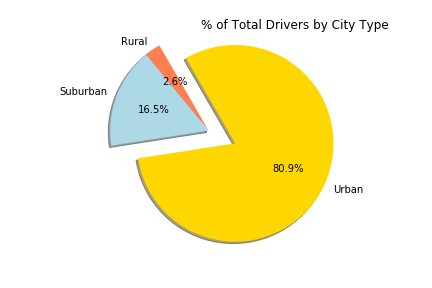 % of Total Drivers by City Type
Rural
2.6%
Suburban
16.5%
80.9%
Urban